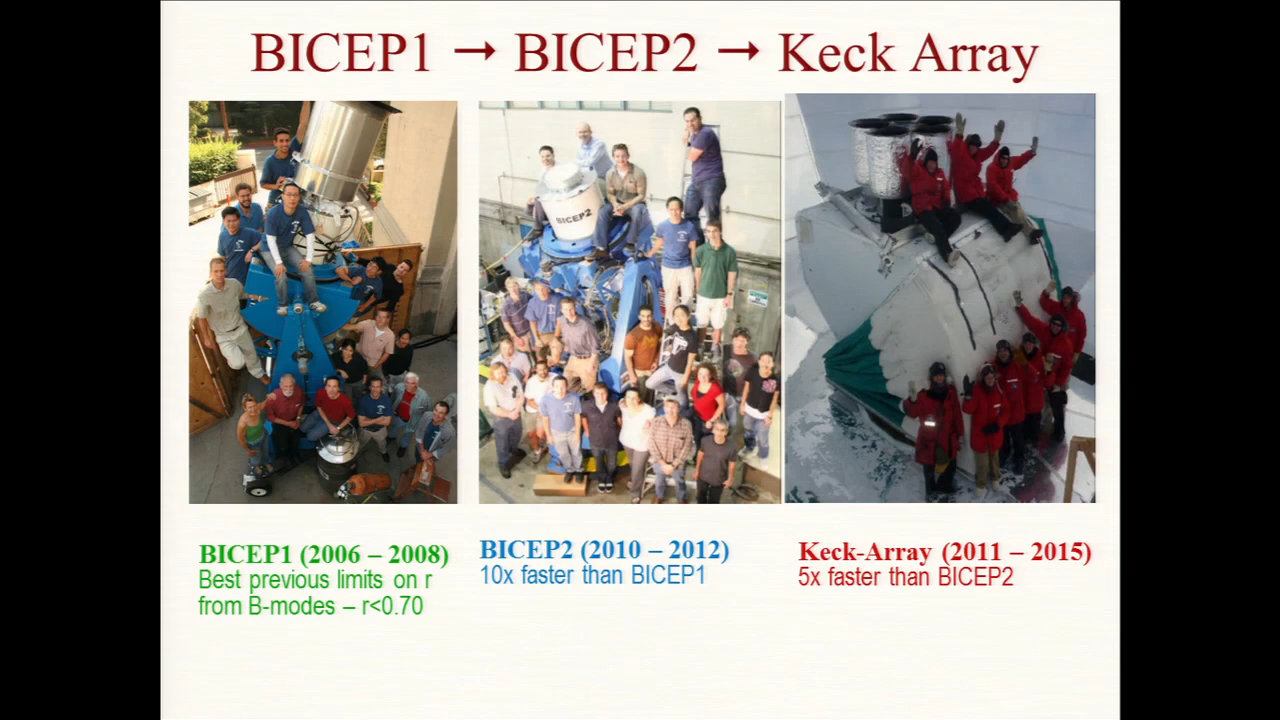 BICEP1 → BICEP2 → Keck Array
BICEP2
BICEP1 (2006 – 2008)
Best previous limits on r
from B-modes – r<0.70
BICEP2 (2010 – 2012)
10x faster than BICEP1
Keck-Array (2011 – 2015)
5x faster than BICEP2